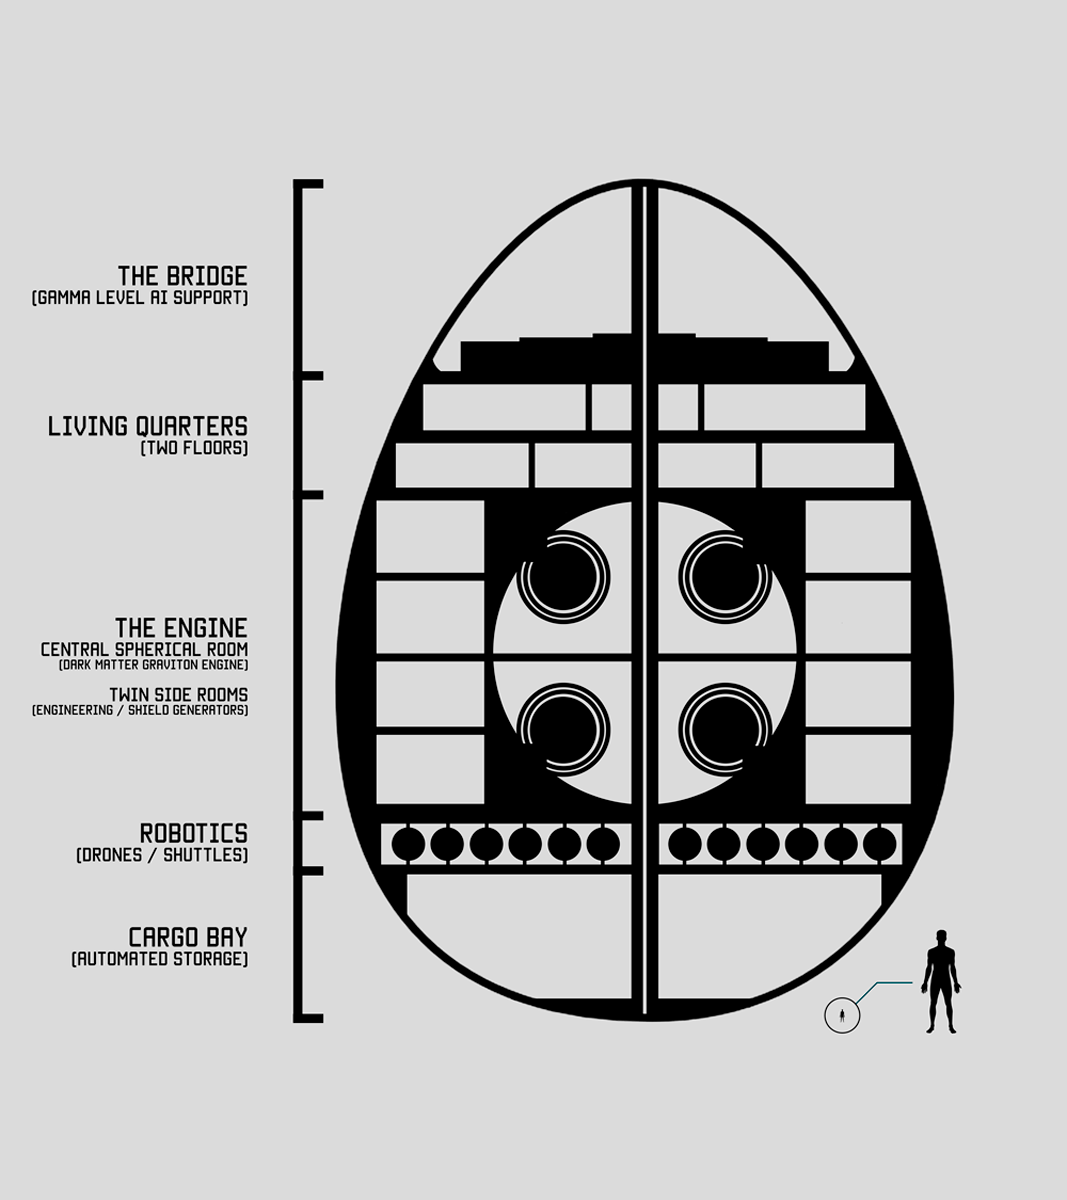 THE BRIDGE
(GAMMA LEVEL AI SUPPORT)
LIVING QUARTERS
(TWO FLOORS)
THE ENGINE
CENTRAL SPHERICAL ROOM
(DARK MATTER GRAVITON ENGINE)
TWIN SIDE ROOMS
(ENGINEERING / SHIELD GENERATORS)
ROBOTICS
(DRONES / SHUTTLES)
CARGO BAY
(AUTOMATED STORAGE)